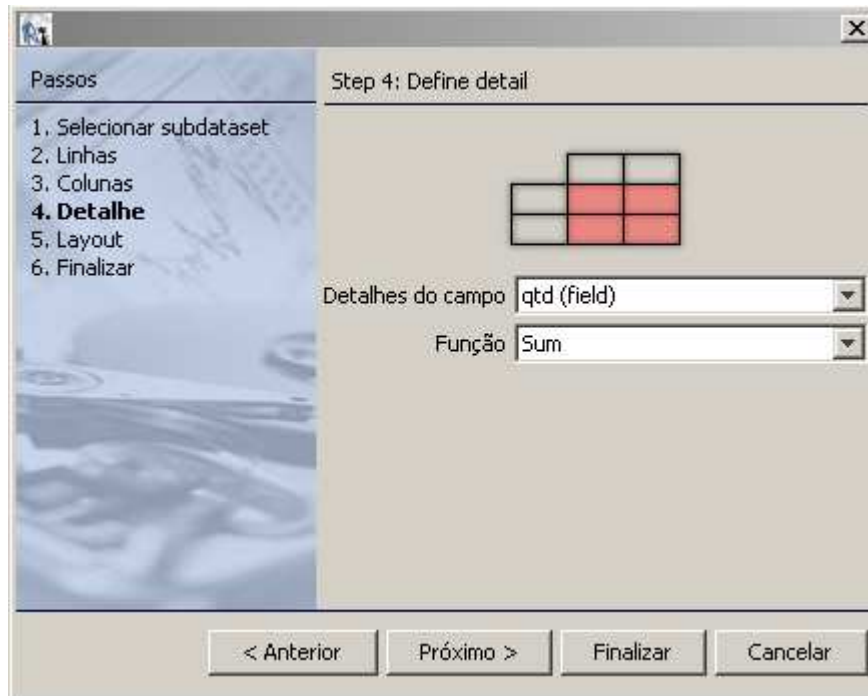 Passos
1. Selecionar subdataset
2. Linhas
3. Colunas
4. Detalhe
5. Layout
6. Finalizar
Step 4: Define detail
Detalhes do campo qtd (field)
Função Sum
< Anterior Próximo > Finalizar Cancelar